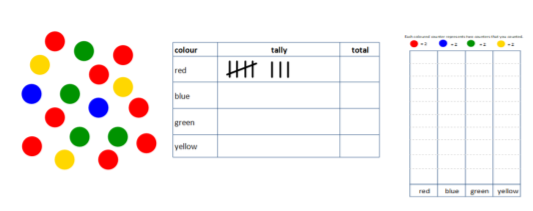 Each coloured counter represents two counters that you counted.
= 2 = 2 = 2 = 2
colour tally total
red
blue
green
yellow
red blue green yellow